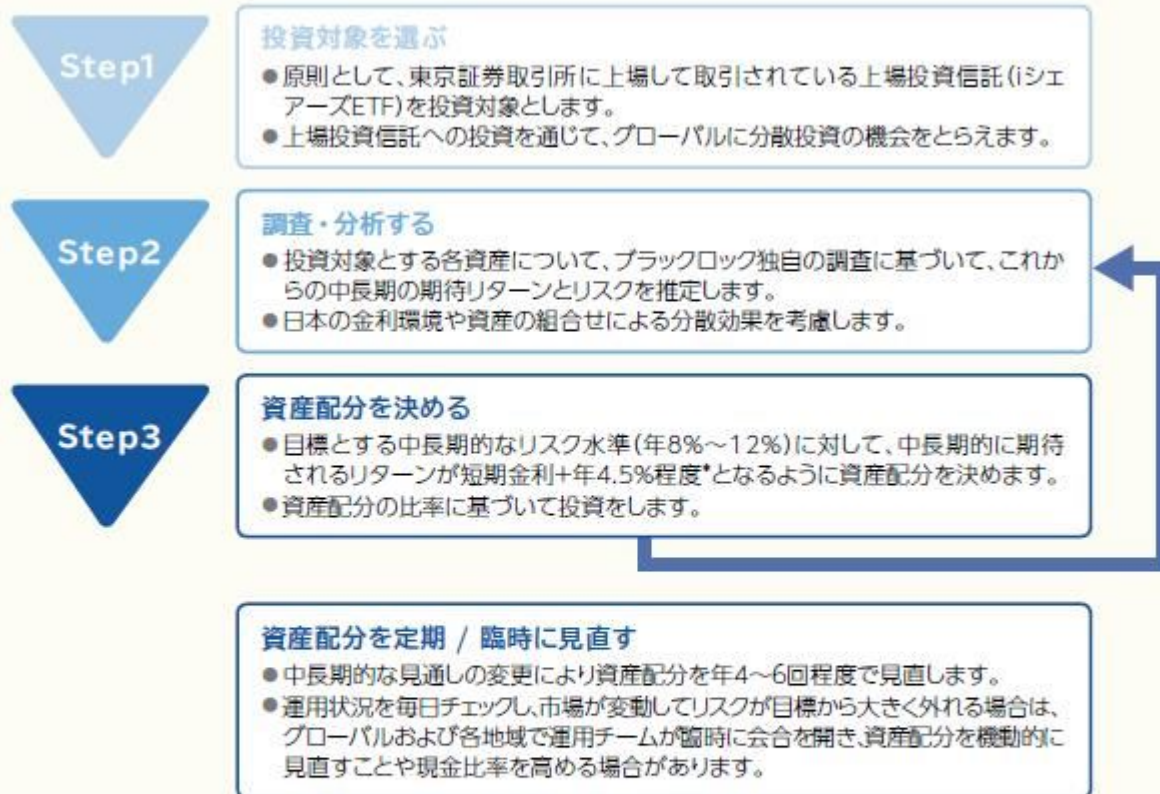 Step1
投資対象を選ぶ
●原則として、東京証券取引所に上場して取引されている上場投資信託(iシェ
アーズETF)を投資対象とします。
●上場投資信託への投資を通じて、グローバルに分散投資の機会をとらえます。
Step2
調査・分析する
●投資対象とする各資産について、ブラックロック独自の調査に基づいて、これか
らの中長期の期待リターンとリスクを推定します。
●日本の金利環境や資産の組合せによる分散効果を考慮します。
Step3
資産配分を決める
●目標とする中長期的なリスク水準(年8%～12%)に対して、中長期的に期待
されるリターンが短期金利+年4.5%程度*となるように資産配分を決めます。
●資産配分の比率に基づいて投資をします。
資産配分を定期 / 臨時に見直す
●中長期的な見通しの変更により資産配分を年4～6回程度で見直します。
●運用状況を毎日チェックし、市場が変動してリスクが目標から大きく外れる場合は、
グローバルおよび各地域で運用チームが臨時に会合を開き、資産配分を機動的に
見直すことや現金比率を高める場合があります。